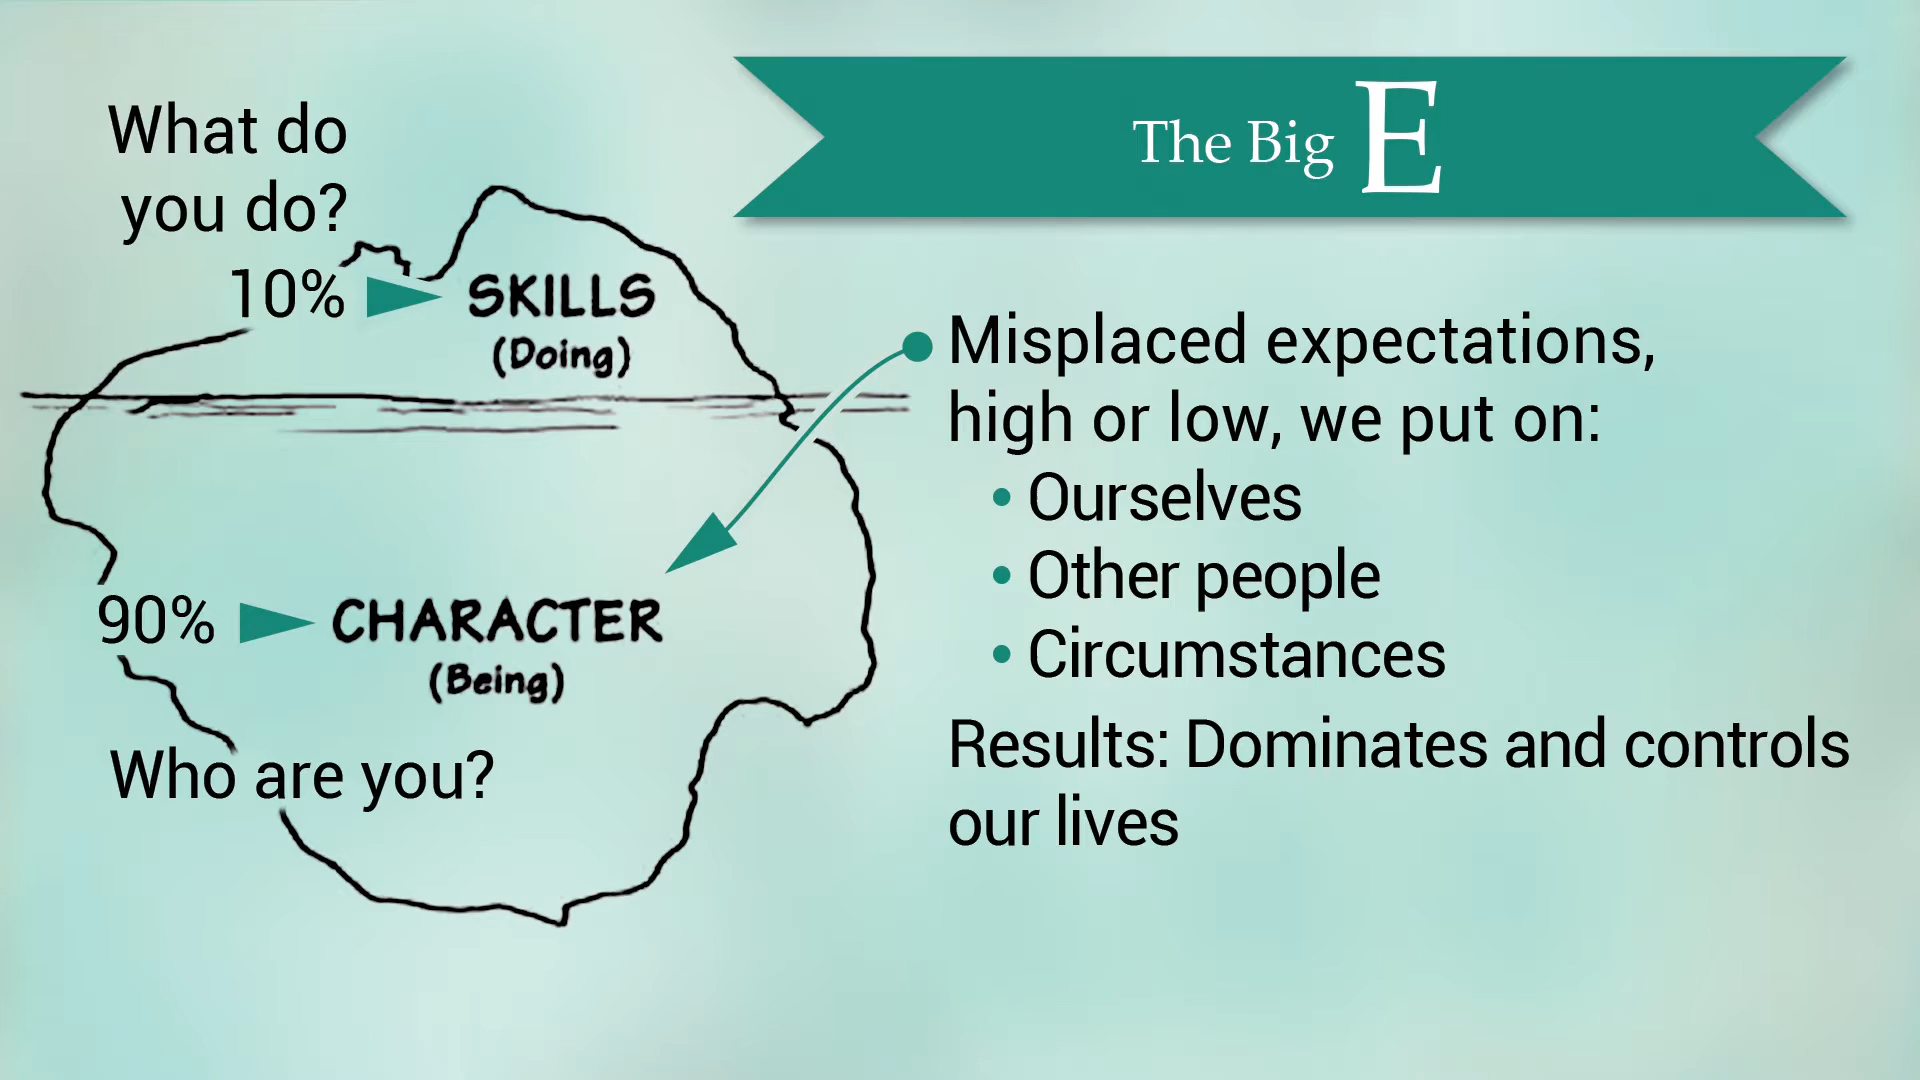 The Big E
What do
you do?
10%
SKILLS
(Doing)
90%
CHARACTER
(Being)
Who are you?
Misplaced expectations,
high or low, we put on:
• Ourselves
• Other people
• Circumstances
Results: Dominates and controls
our lives